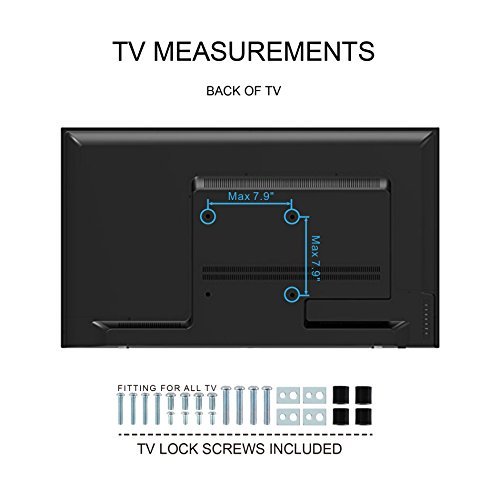 TV MEASUREMENTS
BACK OF TV
Max 7.9"
Max 7.9"
FITTING FOR ALL TV
TV LOCK SCREWS INCLUDED